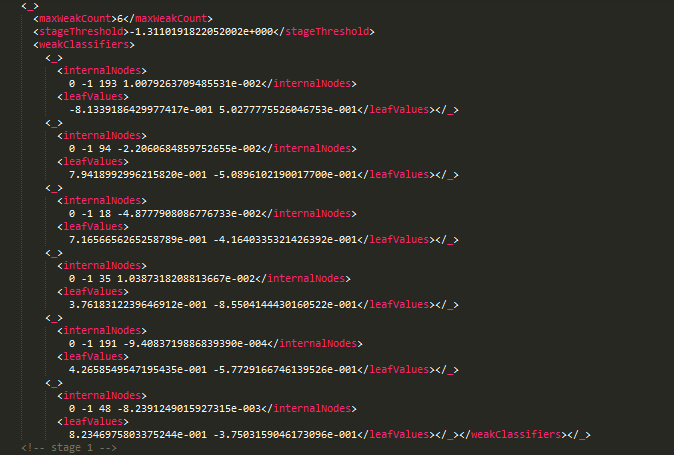 <_>
<maxWeakCount>6</maxWeakCount>
<stageThreshold>-1.3110191822052002e+000</stageThreshold>
<weakClassifiers>
<_>
<internalNodes>
0 -1 193 1.0079263709485531e-002</internalNodes>
<leafValues>
-8.1339186429977417e-001 5.0277775526046753e-001</leafValues></_>
<_>
<internalNodes>
0 -1 94 -2.2060684859752655e-002</internalNodes>
<leafValues>
7.9418992996215820e-001 -5.0896102190017700e-001</leafValues></_>
<_>
<internalNodes>
0 -1 18 -4.8777908086776733e-002</internalNodes>
<leafValues>
7.1656656265258789e-001 -4.1640335321426392e-001</leafValues></_>
<_>
<internalNodes>
0 -1 35 1.0387318208813667e-002</internalNodes>
<leafValues>
3.7618312239646912e-001 -8.5504144430160522e-001</leafValues></_>
<_>
<internalNodes>
0 -1 191 -9.4083719886839390e-004</internalNodes>
<leafValues>
4.2658549547195435e-001 -5.7729166746139526e-001</leafValues></_>
<_>
<internalNodes>
0 -1 48 -8.2391249015927315e-003</internalNodes>
<leafValues>
8.2346975803375244e-001 -3.7503159046173096e-001</leafValues></_></weakClassifiers></_>
<!-- stage 1 -->